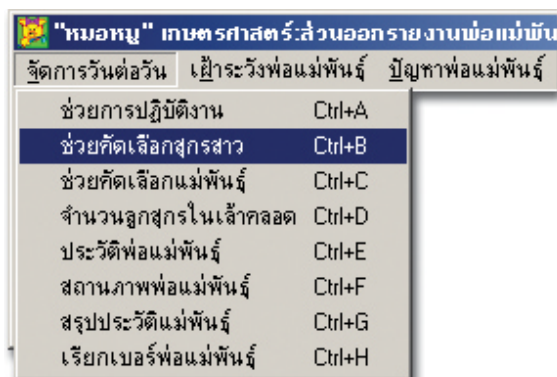 "หมอหมู" เกษตรศาสตร์:ส่วนออกรายงานพ่อแม่พัน
จัดการวันต่อวัน เฝ้าระวังพ่อแม่พันธุ์ ปัญหาพ่อแม่พันธุ์
ช่วยการปฏิบัติงาน Ctrl+A
ช่วยคัดเลือกสุกรสาว Ctrl+B
ช่วยคัดเลือกแม่พันธุ์ Ctrl+C
จำนวนลูกสุกรในเล้าคลอด Ctrl+D
ประวัติพ่อแม่พันธุ์ Ctrl+E
สถานภาพพ่อแม่พันธุ์ Ctrl+F
สรุปประวัติแม่พันธุ์ Ctrl+G
เรียกเบอร์พ่อแม่พันธุ์ Ctrl+H